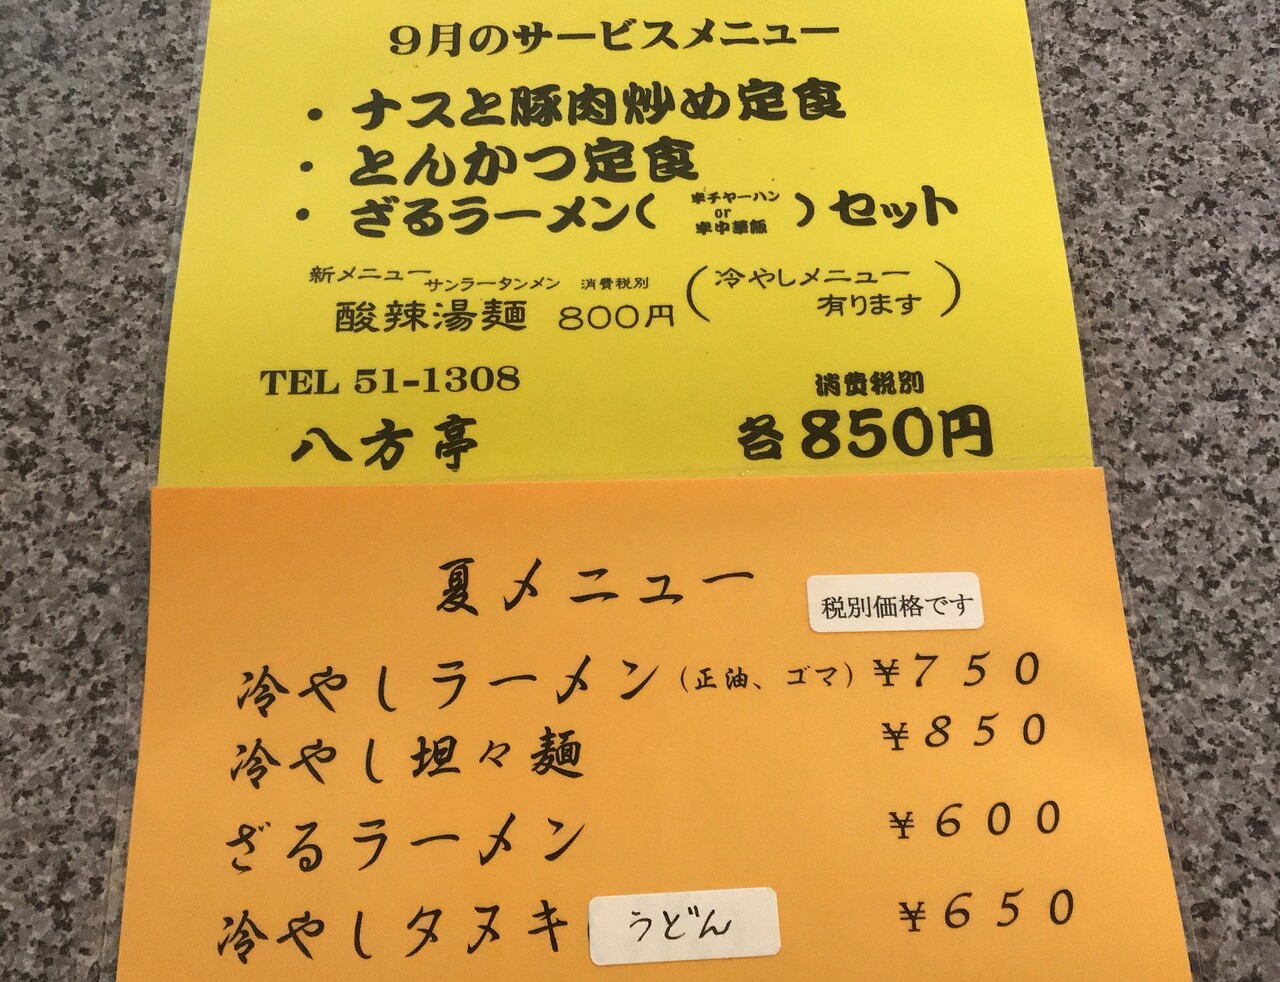 9月のサービスメニュー
・ナスと豚肉炒め定食
・とんかつ定食
・ざるラーメン(半チャーハン or 半中華飯)セット
新メニュー サンラータンメン 消費税別
酸辣湯麺 800円(冷やしメニュー有ります)
TEL 51-1308
消費税別
八方亭 各850円
夏メニュー 税別価格です
冷やしラーメン(正油、ゴマ) ¥750
冷やし坦々麺 ¥850
ざるラーメン ¥600
冷やしタヌキ うどん ¥650